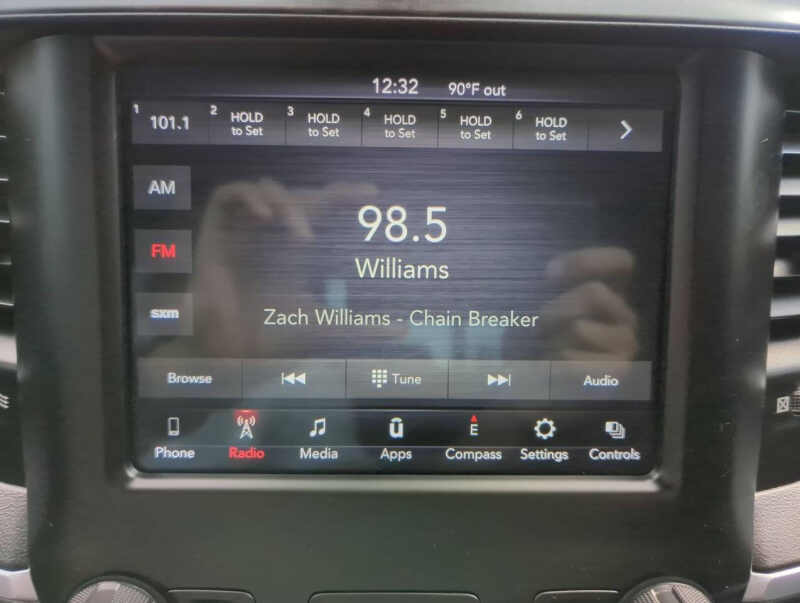 12:32 90°F out
1 101.1 2 HOLD to Set 3 HOLD to Set 4 HOLD to Set 5 HOLD to Set 6 HOLD to Set
AM
98.5
FM
Williams
sxm
Zach Williams - Chain Breaker
Browse Tune Audio
E
Phone Radio Media Apps Compass Settings Controls